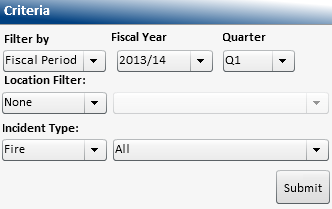 Criteria
Filter by Fiscal Year Quarter
Fiscal Period 2013/14 Q1
Location Filter:
None
Incident Type:
Fire All
Submit